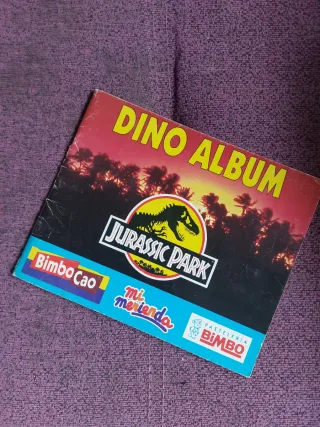 DINO ALBUM
JURASSIC PARK
BimboCao
mi
merienda
PASTELERIA
BIMBO